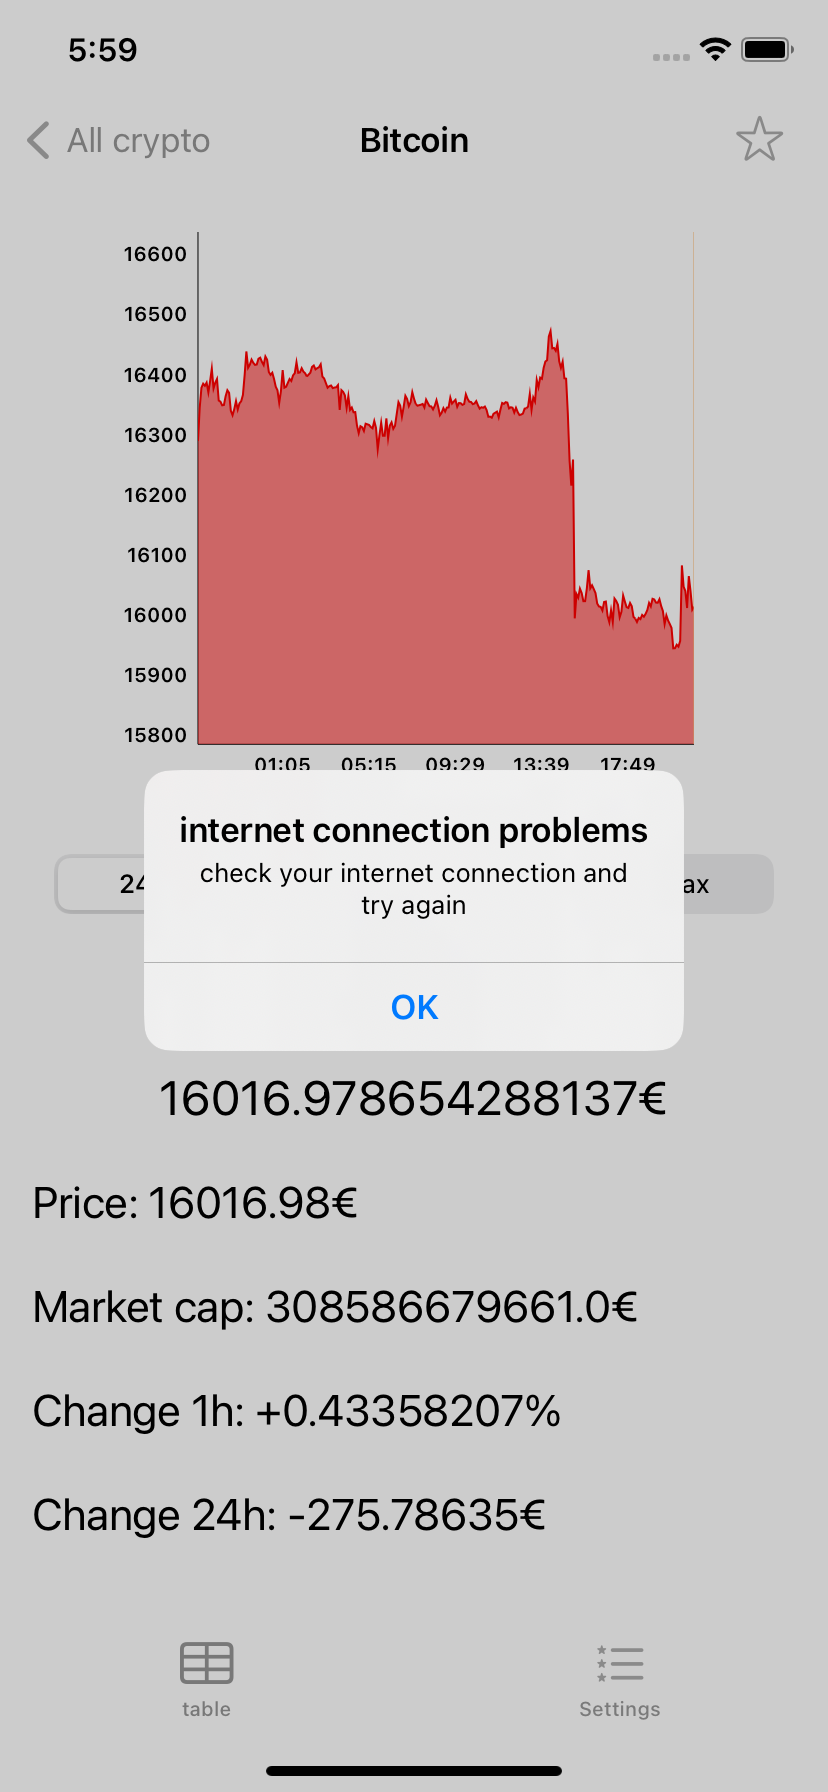 5:59
All crypto
Bitcoin
16600
16500
16400
16300
16200
16100
16000
15900
15800
01:05 05:15 09:29 13:39 17:49
internet connection problems
check your internet connection and
try again
OK
16016.978654288137€
Price: 16016.98€
Market cap: 308586679661.0€
Change 1h: +0.43358207%
Change 24h: -275.78635€
table
Settings